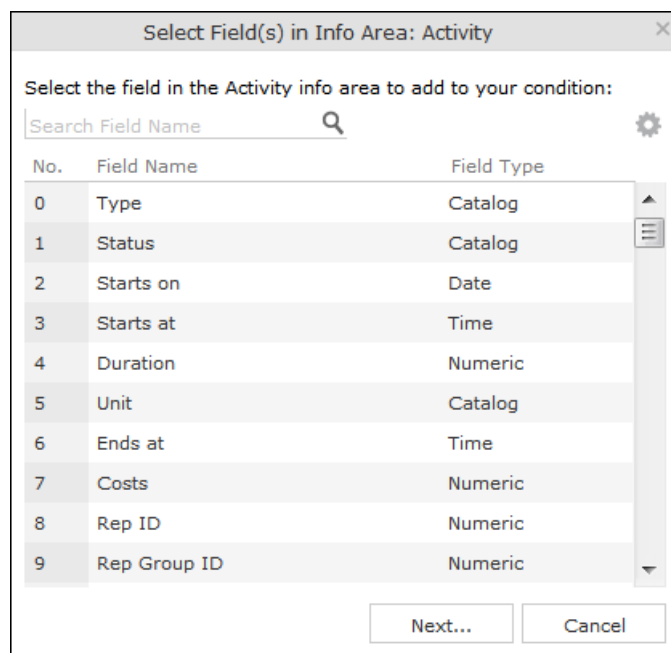 Select Field(s) in Info Area: Activity
Select the field in the Activity info area to add to your condition:
Search Field Name
No. Field Name Field Type
0 Type Catalog
1 Status Catalog
2 Starts on Date
3 Starts at Time
4 Duration Numeric
5 Unit Catalog
6 Ends at Time
7 Costs Numeric
8 Rep ID Numeric
9 Rep Group ID Numeric
Next... Cancel